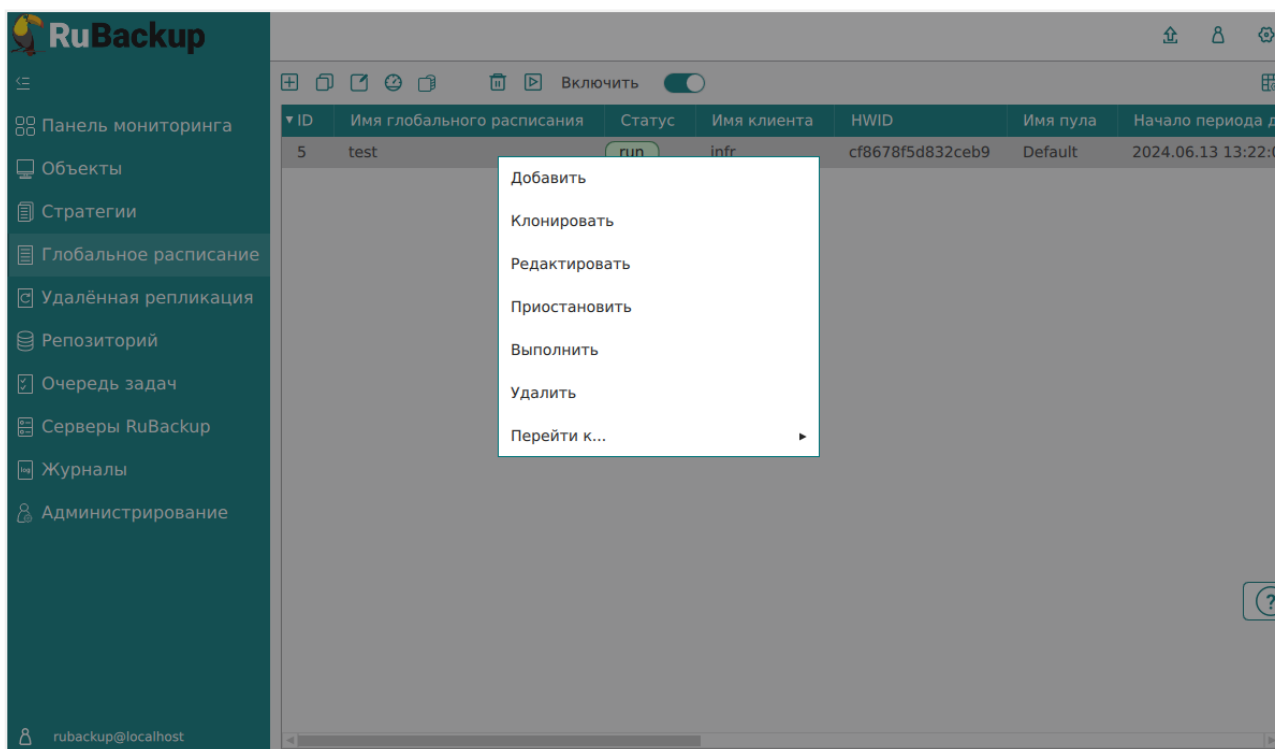 RuBackup
Включить
Панель мониторинга
Объекты
Стратегии
Глобальное расписание
Удалённая репликация
Репозиторий
Очередь задач
Серверы RuBackup
Журналы
Администрирование
rubackup@localhost
ID Имя глобального расписания Статус Имя клиента HWID Имя пула Начало периода
5 test run infr cf8678f5d832ceb9 Default 2024.06.13 13:22:
Добавить
Клонировать
Редактировать
Приостановить
Выполнить
Удалить
Перейти к...
?